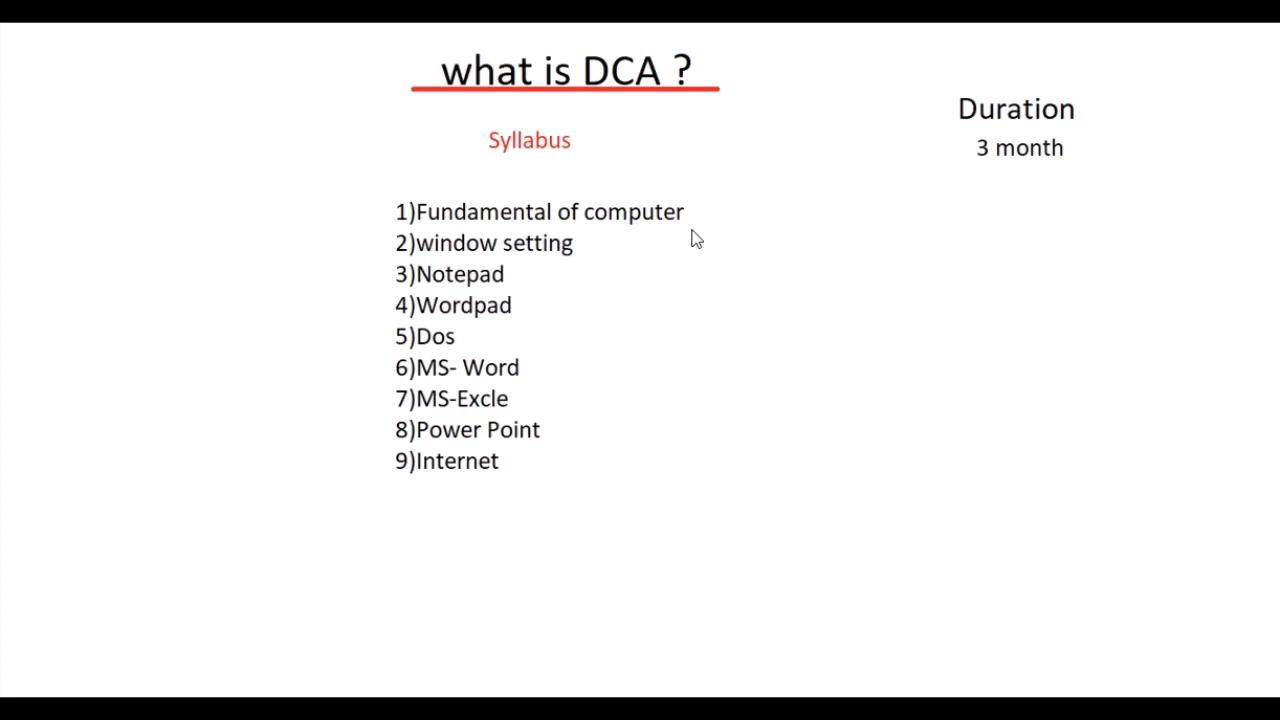 what is DCA ?
Duration
Syllabus
3 month
1)Fundamental of computer
2)window setting
3)Notepad
4)Wordpad
5)Dos
6)MS- Word
7)MS-Excle
8)Power Point
9)Internet